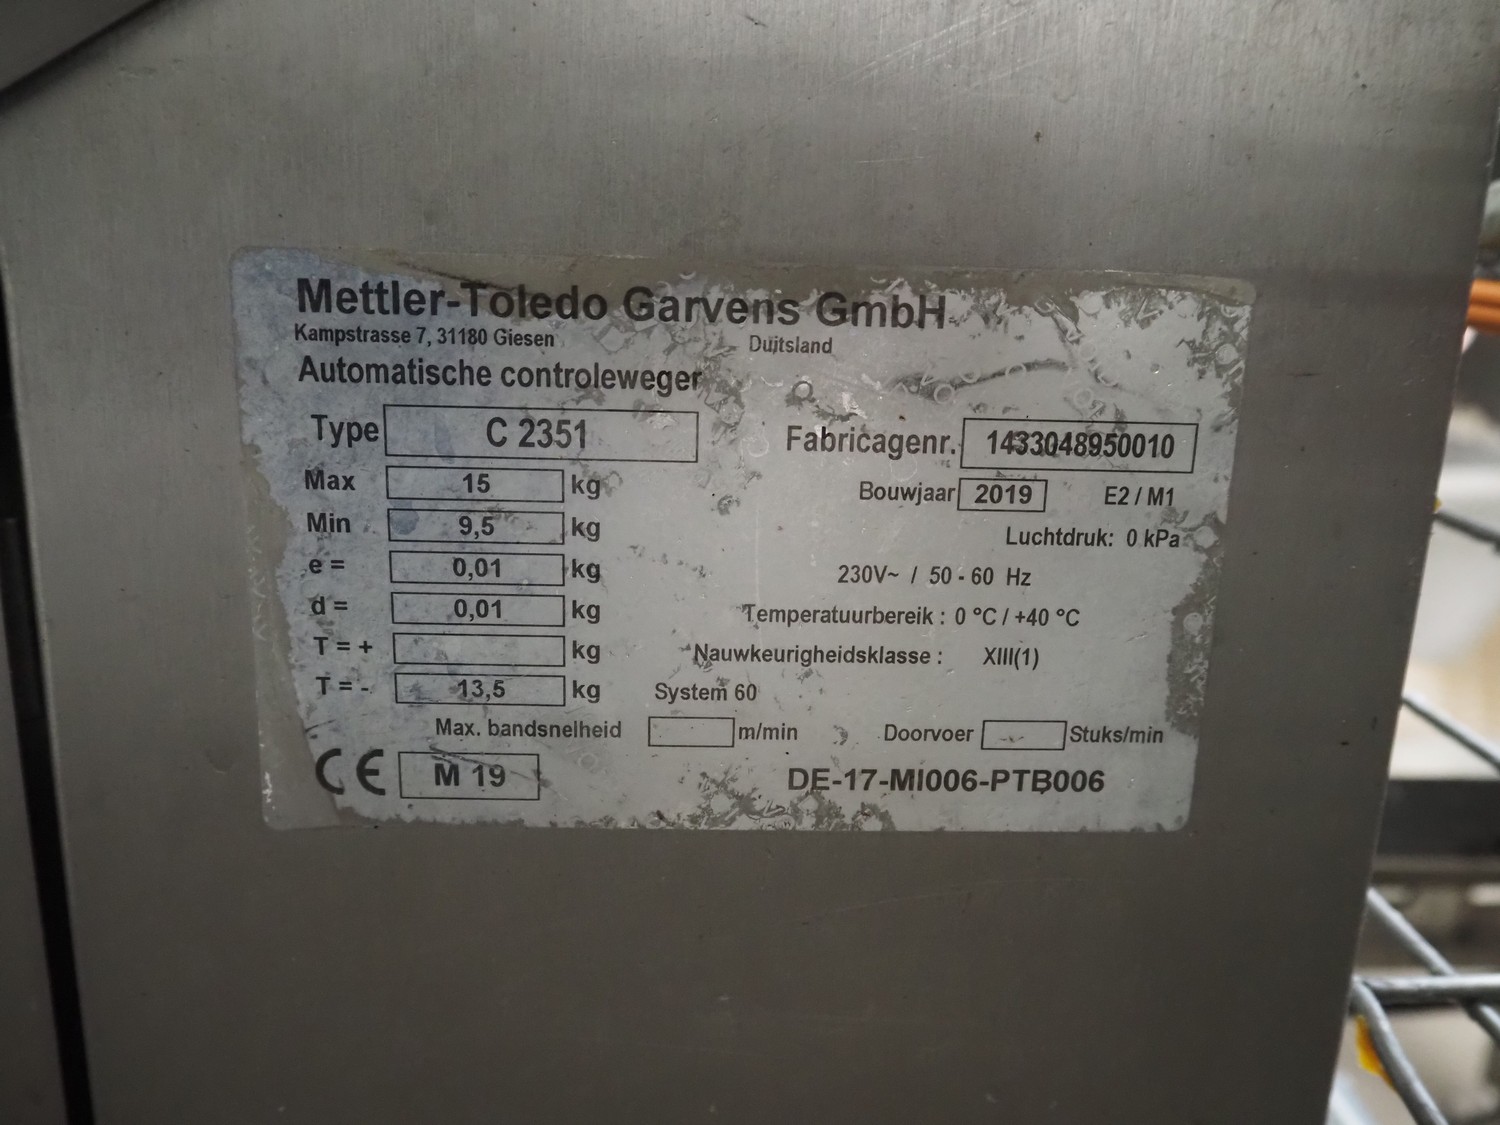 Mettler-Toledo Garvens GmbH
Kampstrasse 7, 31180 Giesen Duitsland
Automatische controleweger
Type C 2351 Fabricagenr. 1433048950010
Max 15 kg Bouwjaar 2019 E2 / M1
Min 9,5 kg Luchtdruk: 0 kPa
e = 0,01 kg 230V~ / 50 - 60 Hz
d = 0,01 kg Temperatuurbereik : 0 °C / +40 °C
T = + kg Nauwkeurigheidsklasse : XIII(1)
T = - 13,5 kg System 60
Max. bandsnelheid m/min Doorvoer Stuks/min
CE M 19 DE-17-MI006-PTB006